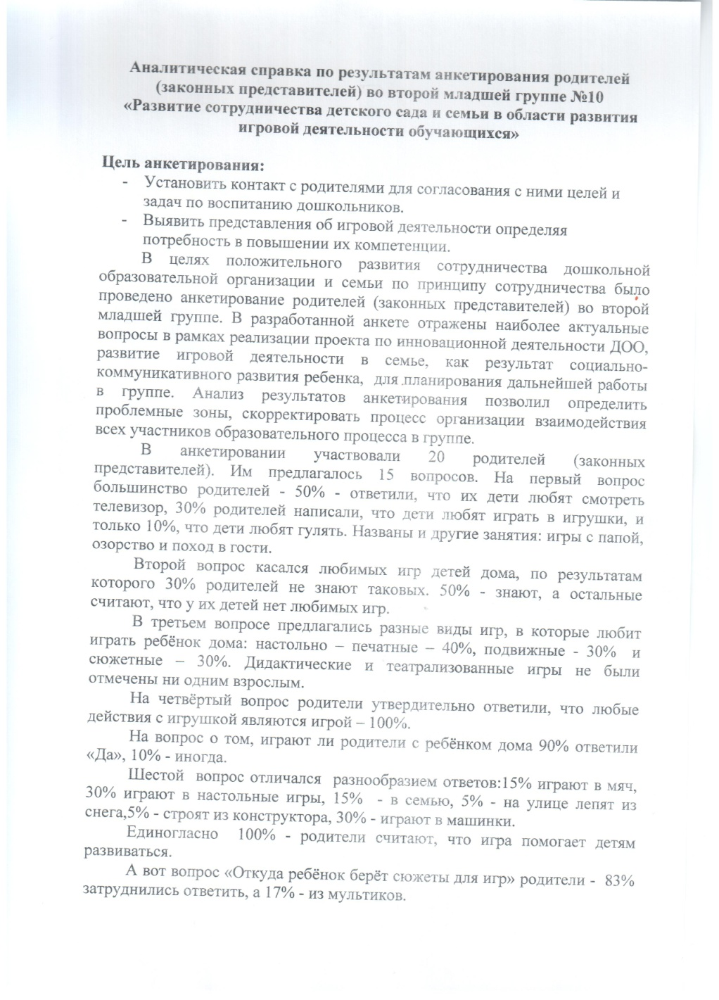 Аналитическая справка по результатам анкетирования родителей
(законных представителей) во второй младшей группе №10
«Развитие сотрудничества детского сада и семьи в области развития
игровой деятельности обучающихся»
Цель анкетирования:
- Установить контакт с родителями для согласования с ними целей и
задач по воспитанию дошкольников.
- Выявить представления об игровой деятельности определяя
потребность в повышении их компетенции.
В целях положительного развития сотрудничества дошкольной
образовательной организации и семьи по принципу сотрудничества было
проведено анкетирование родителей (законных представителей) во второй
младшей группе. В разработанной анкете отражены наиболее актуальные
вопросы в рамках реализации проекта по инновационной деятельности ДОО,
развитие игровой деятельности в семье, как результат социально-
коммуникативного развития ребенка, для планирования дальнейшей работы
в группе. Анализ результатов анкетирования позволил определить
проблемные зоны, скорректировать процесс организации взаимодействия
всех участников образовательного процесса в группе.
В анкетировании участвовали 20 родителей (законных
представителей). Им предлагалось 15 вопросов. На первый вопрос
большинство родителей - 50% - ответили, что их дети любят смотреть
телевизор, 30% родителей написали, что дети любят играть в игрушки, и
только 10%, что дети любят гулять. Названы и другие занятия: игры с папой,
озорство и поход в гости.
Второй вопрос касался любимых игр детей дома, по результатам
которого 30% родителей не знают таковых. 50% - знают, а остальные
считают, что у их детей нет любимых игр.
В третьем вопросе предлагались разные виды игр, в которые любит
играть ребёнок дома: настольно – печатные – 40%, подвижные - 30% и
сюжетные – 30%. Дидактические и театрализованные игры не были
отмечены ни одним взрослым.
На четвёртый вопрос родители утвердительно ответили, что любые
действия с игрушкой являются игрой – 100%.
На вопрос о том, играют ли родители с ребёнком дома 90% ответили
«Да», 10% - иногда.
Шестой вопрос отличался разнообразием ответов:15% играют в мяч,
30% играют в настольные игры, 15% - в семью, 5% - на улице лепят из
снега,5% - строят из конструктора, 30% - играют в машинки.
Единогласно 100% - родители считают, что игра помогает детям
развиваться.
А вот вопрос «Откуда ребёнок берёт сюжеты для игр» родители - 83%
затруднились ответить, а 17% - из мультиков.